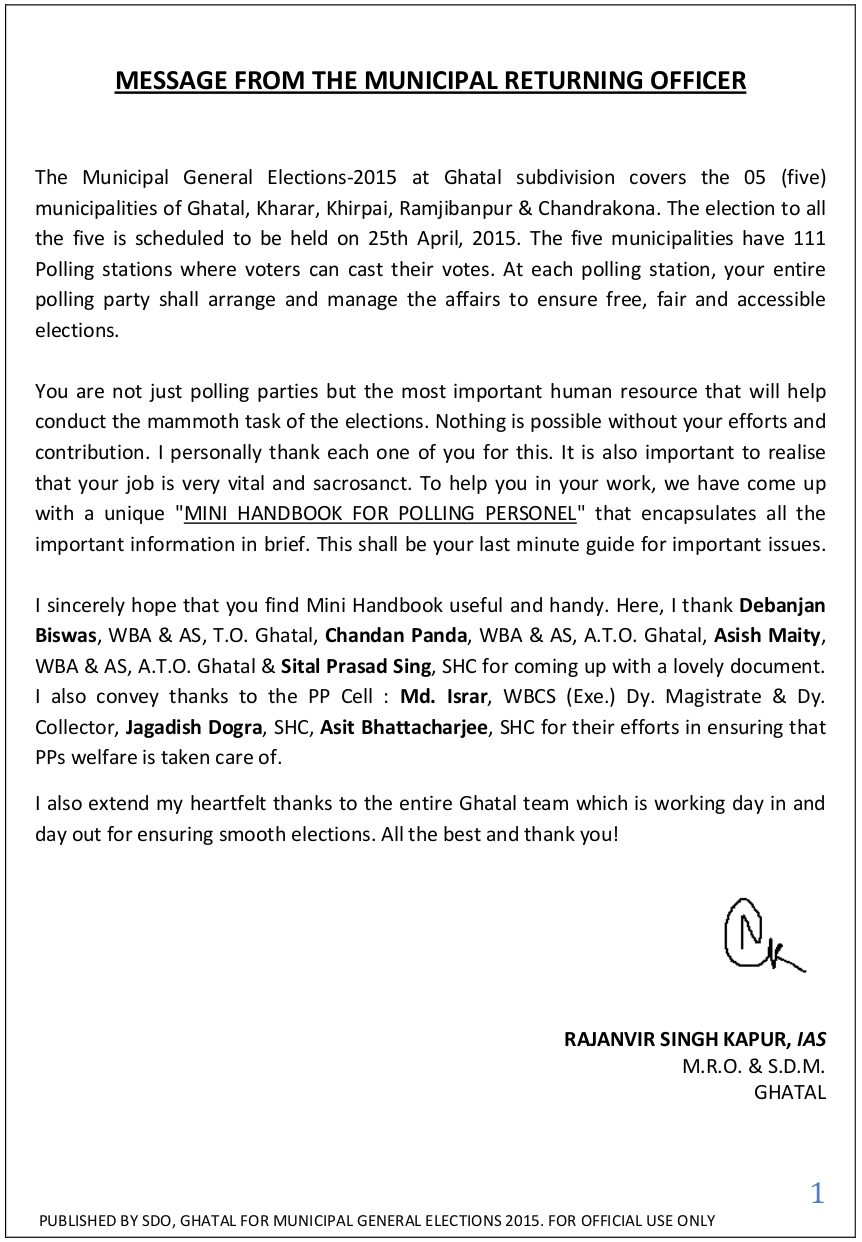 MESSAGE FROM THE MUNICIPAL RETURNING OFFICER
The Municipal General Elections-2015 at Ghatal subdivision covers the 05 (five)
municipalities of Ghatal, Kharar, Khirpai, Ramjibanpur & Chandrakona. The election to all
the five is scheduled to be held on 25th April, 2015. The five municipalities have 111
Polling stations where voters can cast their votes. At each polling station, your entire
polling party shall arrange and manage the affairs to ensure free, fair and accessible
elections.
You are not just polling parties but the most important human resource that will help
conduct the mammoth task of the elections. Nothing is possible without your efforts and
contribution. I personally thank each one of you for this. It is also important to realise
that your job is very vital and sacrosanct. To help you in your work, we have come up
with a unique "MINI HANDBOOK FOR POLLING PERSONEL" that encapsulates all the
important information in brief. This shall be your last minute guide for important issues.
I sincerely hope that you find Mini Handbook useful and handy. Here, I thank Debanjan
Biswas, WBA & AS, T.O. Ghatal, Chandan Panda, WBA & AS, A.T.O. Ghatal, Asish Maity,
WBA & AS, A.T.O. Ghatal & Sital Prasad Sing, SHC for coming up with a lovely document.
I also convey thanks to the PP Cell : Md. Israr, WBCS (Exe.) Dy. Magistrate & Dy.
Collector, Jagadish Dogra, SHC, Asit Bhattacharjee, SHC for their efforts in ensuring that
PPs welfare is taken care of.
I also extend my heartfelt thanks to the entire Ghatal team which is working day in and
day out for ensuring smooth elections. All the best and thank you!
RAJANVIR SINGH KAPUR, IAS
M.R.O. & S.D.M.
GHATAL
1
PUBLISHED BY SDO, GHATAL FOR MUNICIPAL GENERAL ELECTIONS 2015. FOR OFFICIAL USE ONLY